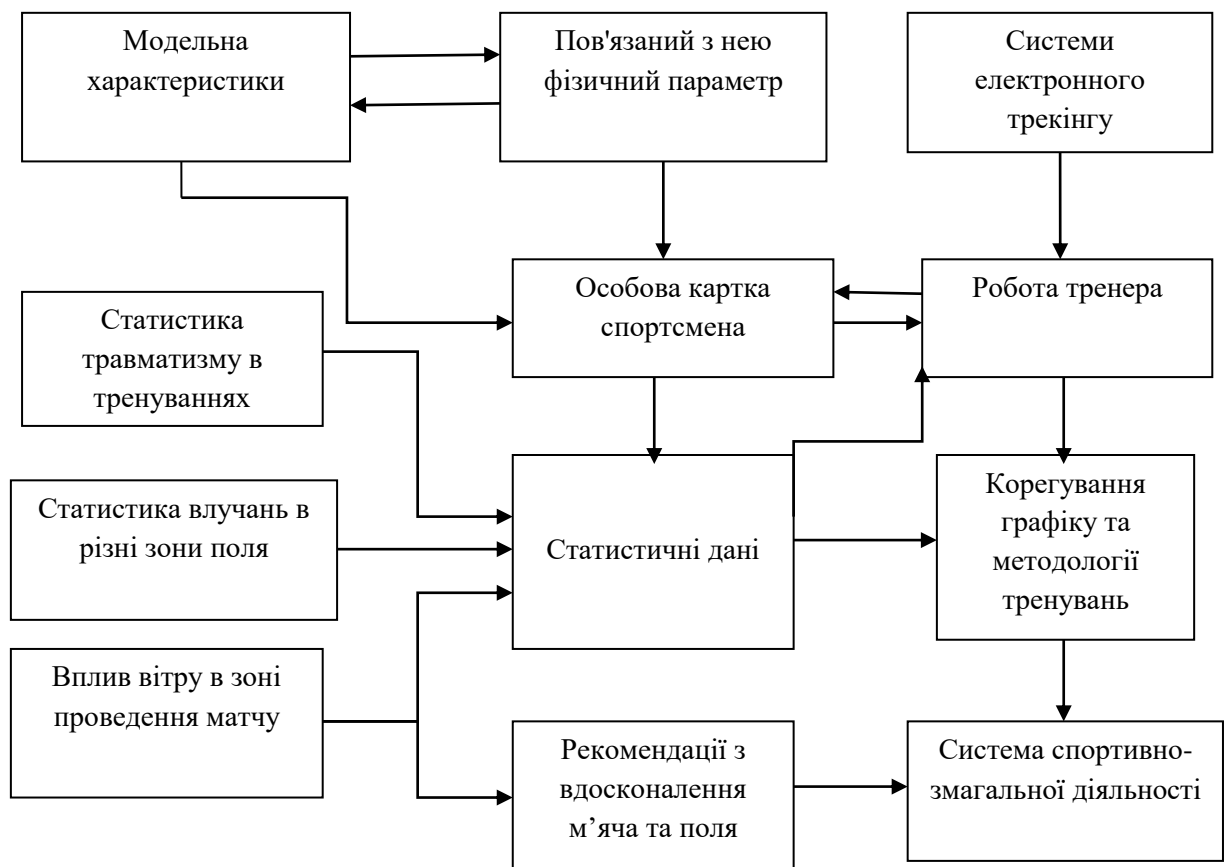 Модельна
характеристики
Пов'язаний з нею
фізичний параметр
Системи
електронного
трекінгу
Особова картка
спортсмена
Робота тренера
Статистика
травматизму в
тренуваннях
Статистика влучань в
різні зони поля
Статистичні дані
Корегування
графіку та
методології
тренувань
Вплив вітру в зоні
проведення матчу
Рекомендації з
вдосконалення
м’яча та поля
Система спортивно-
змагальної діяльності